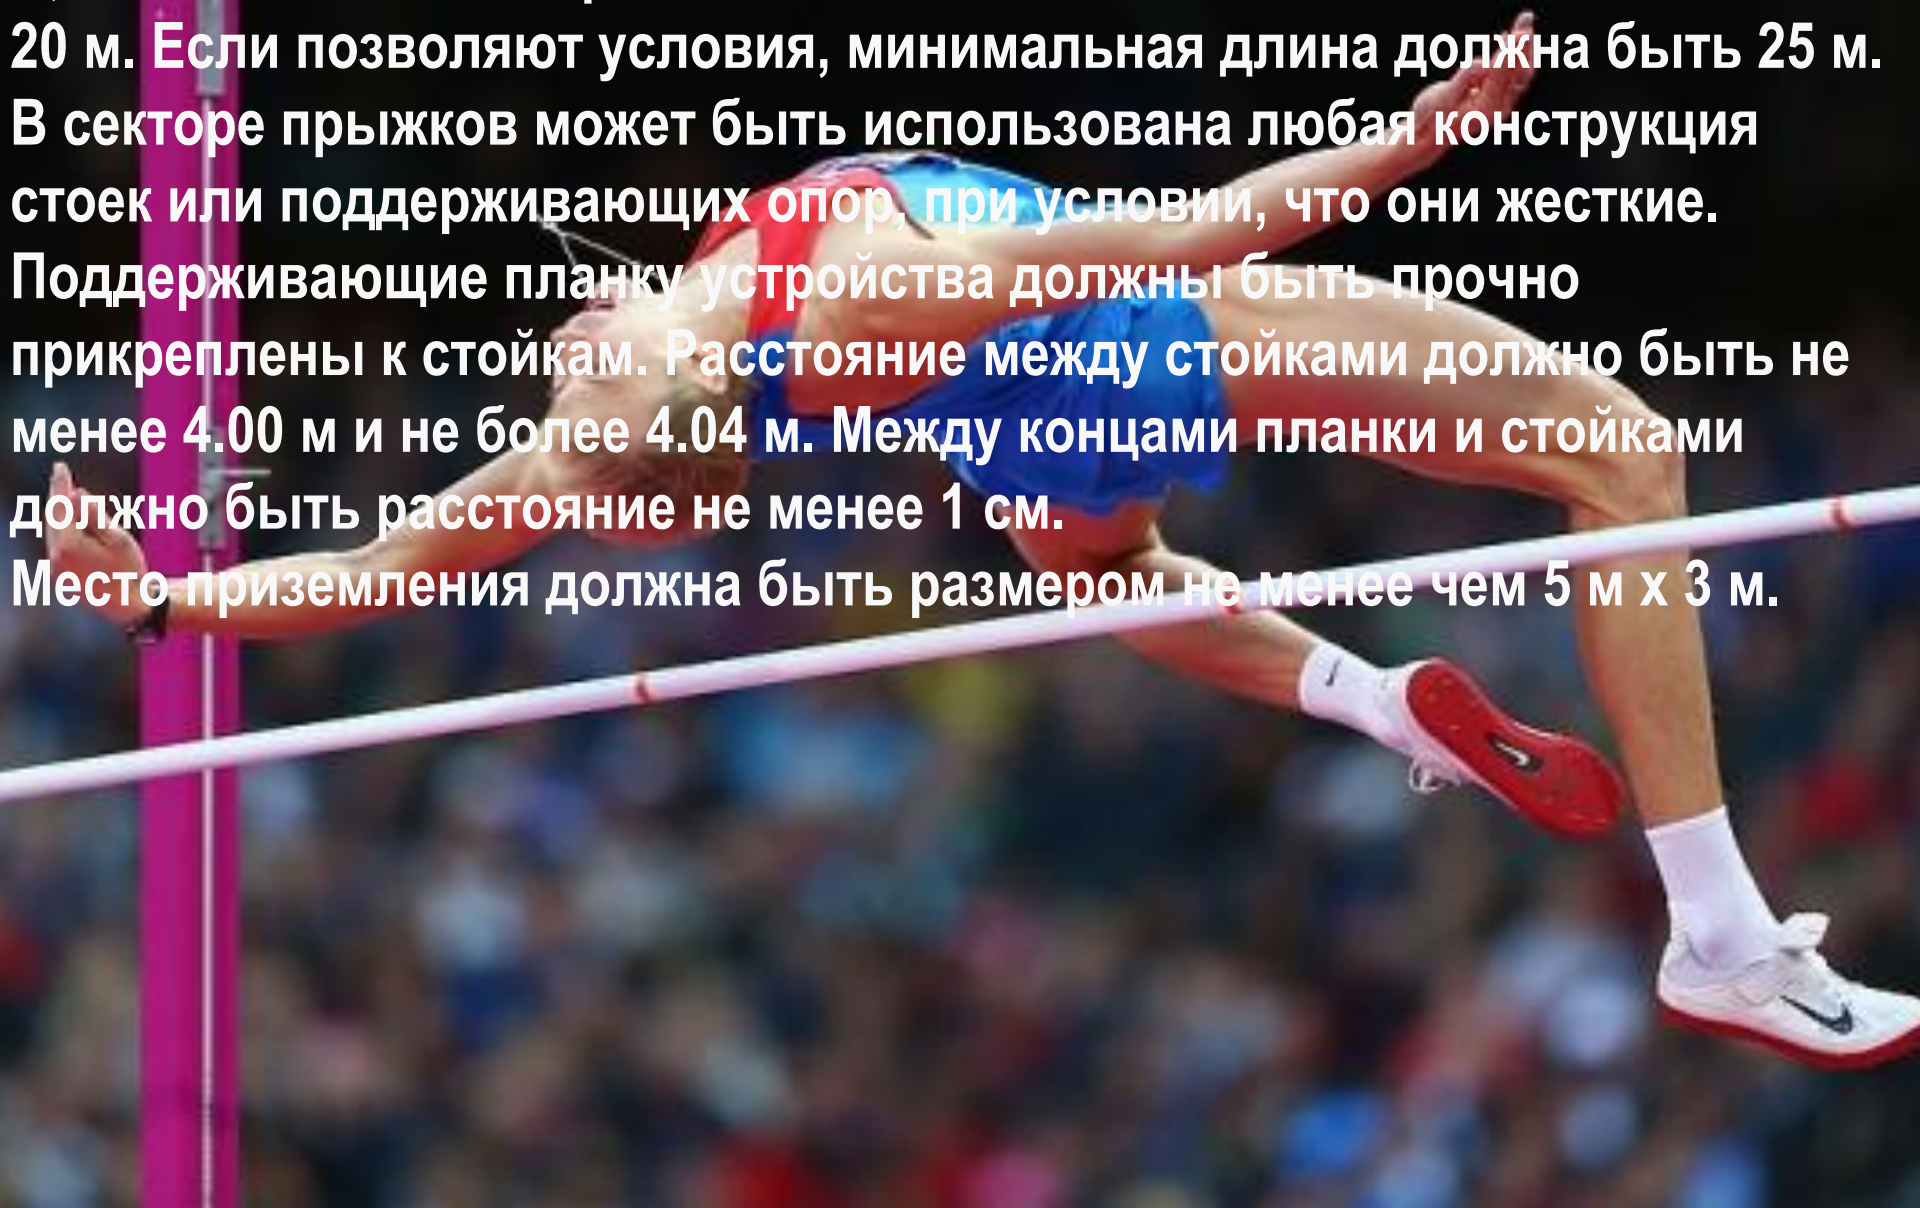 20 м. Если позволяют условия, минимальная длина должна быть 25 м.
В секторе прыжков может быть использована любая конструкция
стоек или поддерживающих опор, при условии, что они жесткие.
Поддерживающие планку устройства должны быть прочно
прикреплены к стойкам. Расстояние между стойками должно быть не
менее 4.00 м и не более 4.04 м. Между концами планки и стойками
должно быть расстояние не менее 1 см.
Место приземления должна быть размером не менее чем 5 м х 3 м.